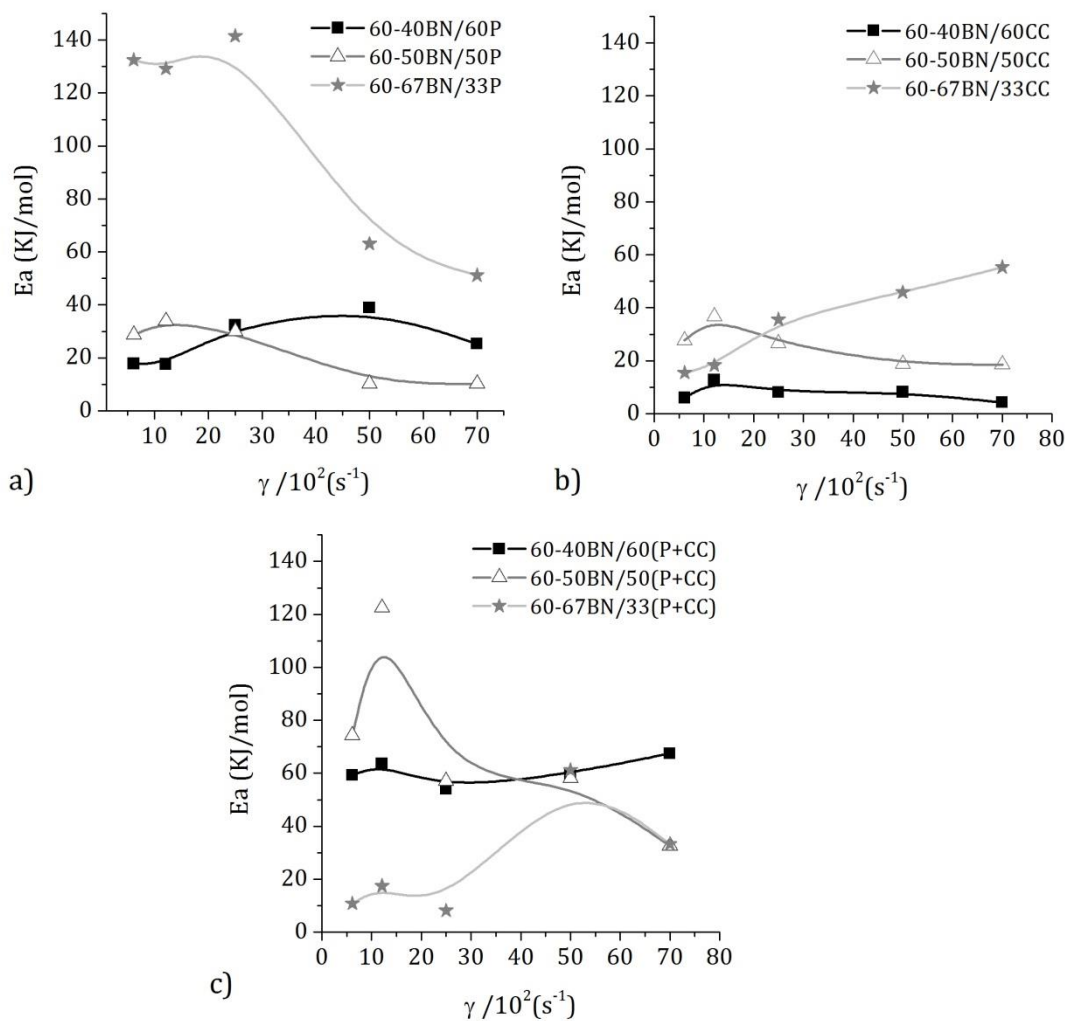 140
120
100
80
60
40
20
0
Ea (KJ/mol)
60-40BN/60P
60-50BN/50P
60-67BN/33P
10 20 30 40 50 60 70
γ /10²(s⁻¹)
a)
140
120
100
80
60
40
20
0
Ea (KJ/mol)
60-40BN/60CC
60-50BN/50CC
60-67BN/33CC
0 10 20 30 40 50 60 70 80
γ /10²(s⁻¹)
b)
140
120
100
80
60
40
20
0
Ea (KJ/mol)
60-40BN/60(P+CC)
60-50BN/50(P+CC)
60-67BN/33(P+CC)
0 10 20 30 40 50 60 70 80
γ /10²(s⁻¹)
c)